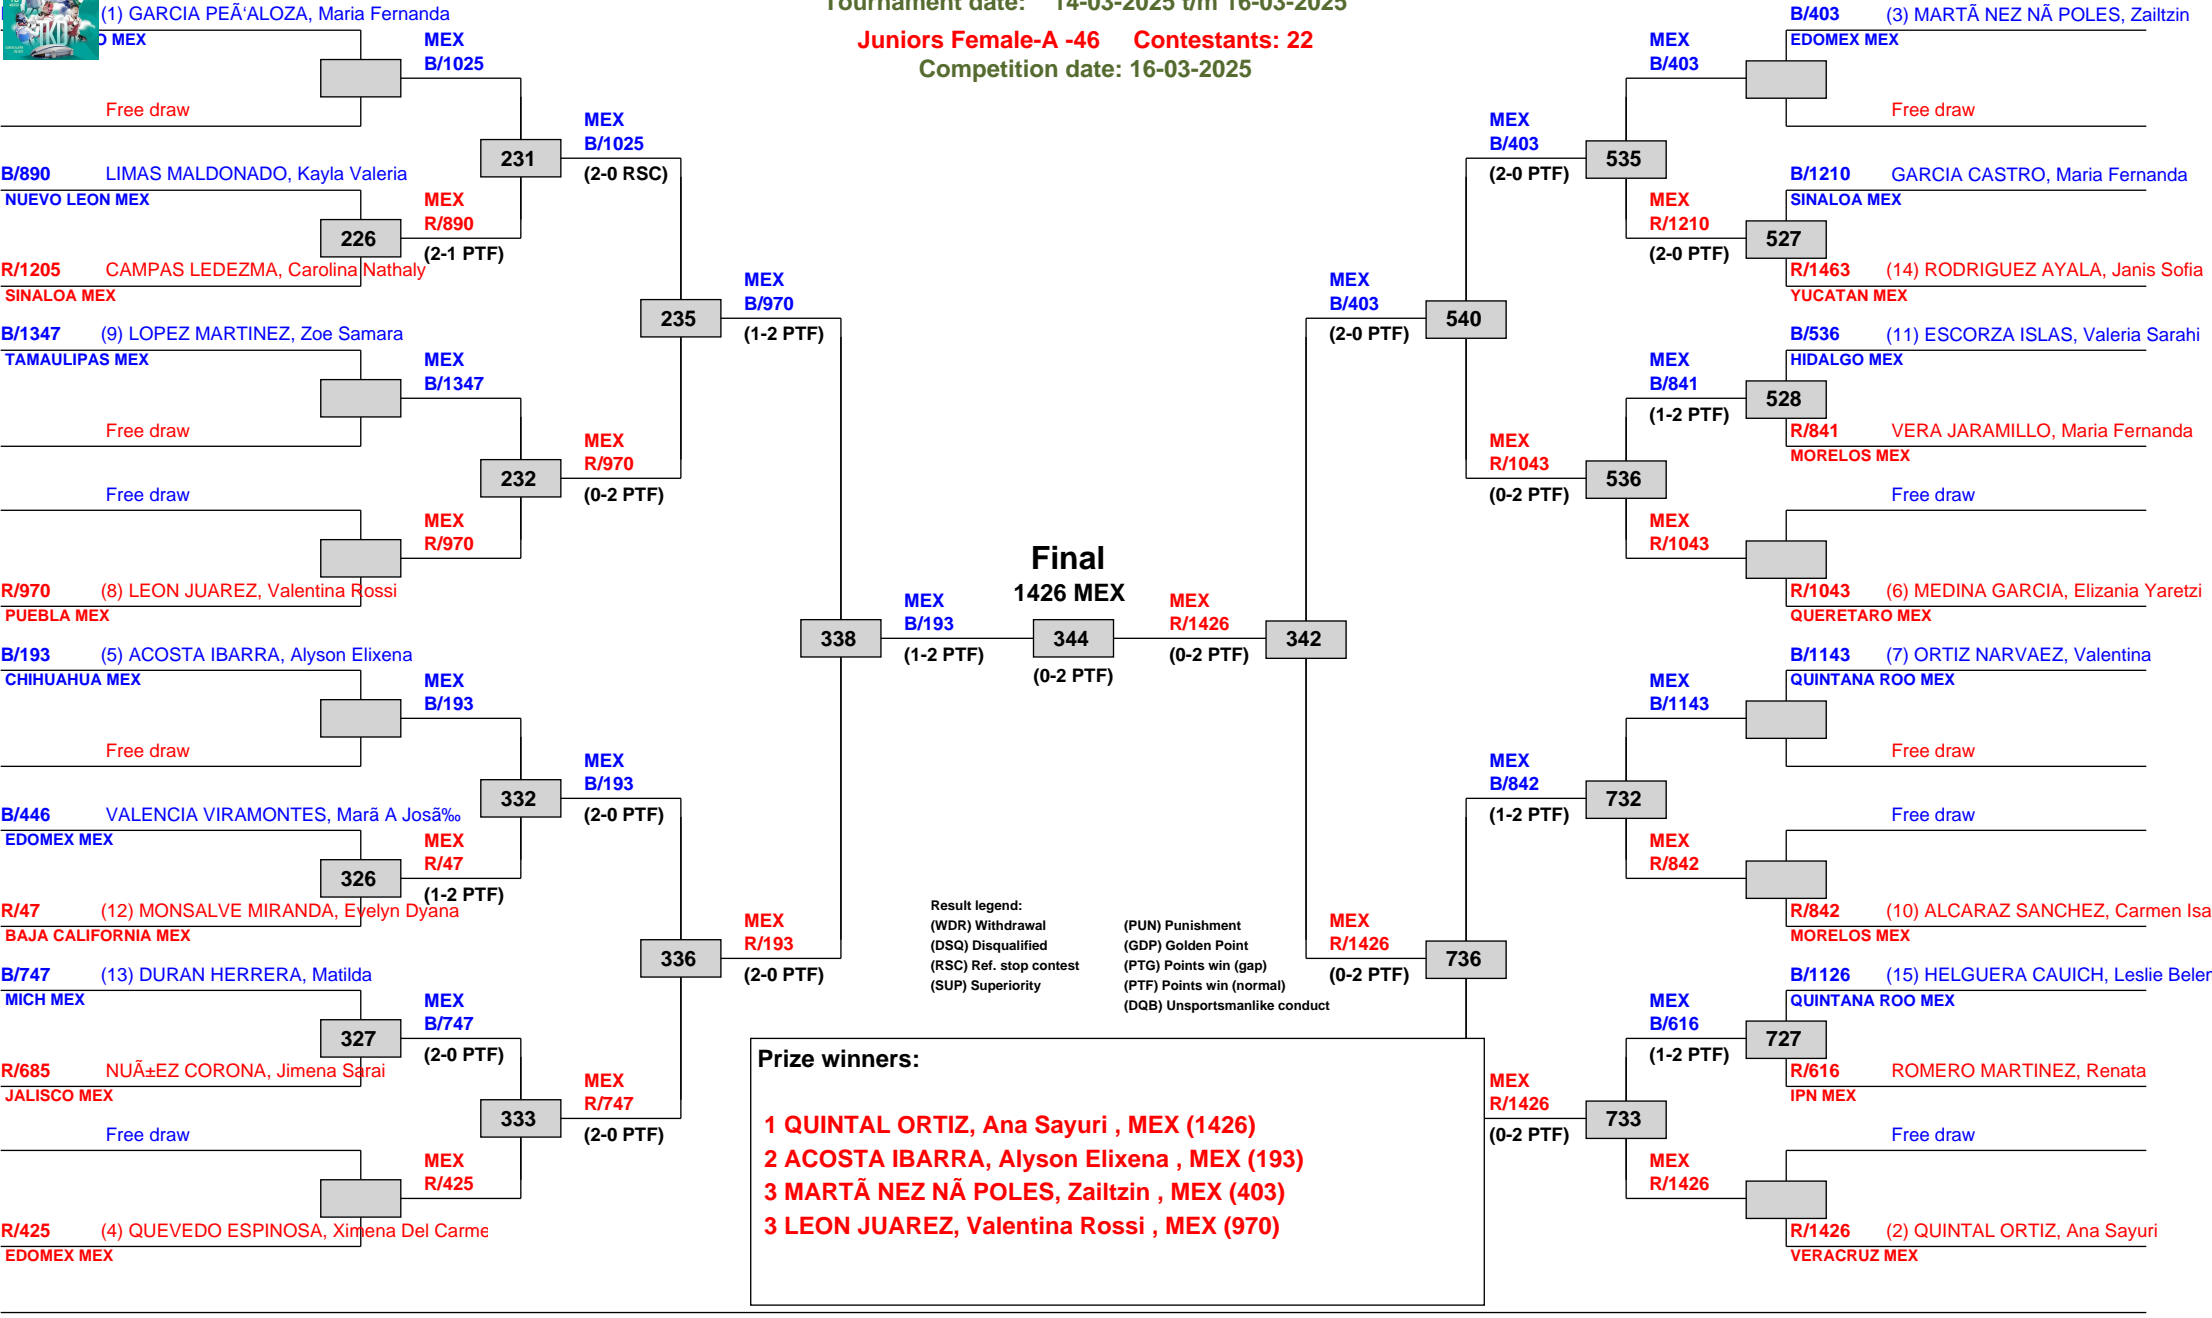 Tournament date: 14-03-2025 t/m 16-03-2025
Juniors Female-A -46 Contestants: 22
Competition date: 16-03-2025
TKD
(1) GARCIA PEÃ‘ALOZA, Maria Fernanda
O MEX
MEX
B/1025
Free draw
231
MEX
B/1025
(2-0 RSC)
B/890 LIMAS MALDONADO, Kayla Valeria
NUEVO LEON MEX
226
MEX
R/890
(2-1 PTF)
R/1205 CAMPAS LEDEZMA, Carolina Nathaly
SINALOA MEX
235
MEX
B/970
(1-2 PTF)
B/1347 (9) LOPEZ MARTINEZ, Zoe Samara
TAMAULIPAS MEX
MEX
B/1347
Free draw
232
MEX
R/970
(0-2 PTF)
Free draw
MEX
R/970
R/970 (8) LEON JUAREZ, Valentina Rossi
PUEBLA MEX
338
MEX
B/193
(1-2 PTF)
B/193 (5) ACOSTA IBARRA, Alyson Elixena
CHIHUAHUA MEX
MEX
B/193
Free draw
332
MEX
B/193
(2-0 PTF)
B/446 VALENCIA VIRAMONTES, Marã A Josã‰
EDOMEX MEX
326
MEX
R/47
(1-2 PTF)
R/47 (12) MONSALVE MIRANDA, Evelyn Dyana
BAJA CALIFORNIA MEX
336
MEX
R/193
(2-0 PTF)
B/747 (13) DURAN HERRERA, Matilda
MICH MEX
327
MEX
B/747
(2-0 PTF)
R/685 NUÃ±EZ CORONA, Jimena Sarai
JALISCO MEX
333
MEX
R/747
(2-0 PTF)
Free draw
MEX
R/425
R/425 (4) QUEVEDO ESPINOSA, Ximena Del Carme
EDOMEX MEX
Final
1426 MEX
344
(0-2 PTF)
MEX
R/1426
(0-2 PTF)
342
B/403 (3) MARTÃ NEZ NÃ POLES, Zailtzin
EDOMEX MEX
MEX
B/403
Free draw
MEX
B/403
(2-0 PTF)
535
B/1210 GARCIA CASTRO, Maria Fernanda
SINALOA MEX
MEX
R/1210
(2-0 PTF)
527
R/1463 (14) RODRIGUEZ AYALA, Janis Sofia
YUCATAN MEX
MEX
B/403
(2-0 PTF)
540
B/536 (11) ESCORZA ISLAS, Valeria Sarahi
HIDALGO MEX
MEX
B/841
(1-2 PTF)
528
R/841 VERA JARAMILLO, Maria Fernanda
MORELOS MEX
MEX
R/1043
(0-2 PTF)
536
Free draw
MEX
R/1043
R/1043 (6) MEDINA GARCIA, Elizania Yaretzi
QUERETARO MEX
B/1143 (7) ORTIZ NARVAEZ, Valentina
QUINTANA ROO MEX
MEX
B/1143
Free draw
MEX
B/842
(1-2 PTF)
732
Free draw
MEX
R/842
R/842 (10) ALCARAZ SANCHEZ, Carmen Isa
MORELOS MEX
MEX
R/1426
(0-2 PTF)
736
B/1126 (15) HELGUERA CAUICH, Leslie Belen
QUINTANA ROO MEX
MEX
B/616
(1-2 PTF)
727
R/616 ROMERO MARTINEZ, Renata
IPN MEX
MEX
R/1426
(0-2 PTF)
733
Free draw
MEX
R/1426
R/1426 (2) QUINTAL ORTIZ, Ana Sayuri
VERACRUZ MEX
Result legend:
(WDR) Withdrawal (PUN) Punishment
(DSQ) Disqualified (GDP) Golden Point
(RSC) Ref. stop contest (PTG) Points win (gap)
(SUP) Superiority (PTF) Points win (normal)
(DQB) Unsportsmanlike conduct
Prize winners:
1 QUINTAL ORTIZ, Ana Sayuri , MEX (1426)
2 ACOSTA IBARRA, Alyson Elixena , MEX (193)
3 MARTÃ NEZ NÃ POLES, Zailtzin , MEX (403)
3 LEON JUAREZ, Valentina Rossi , MEX (970)